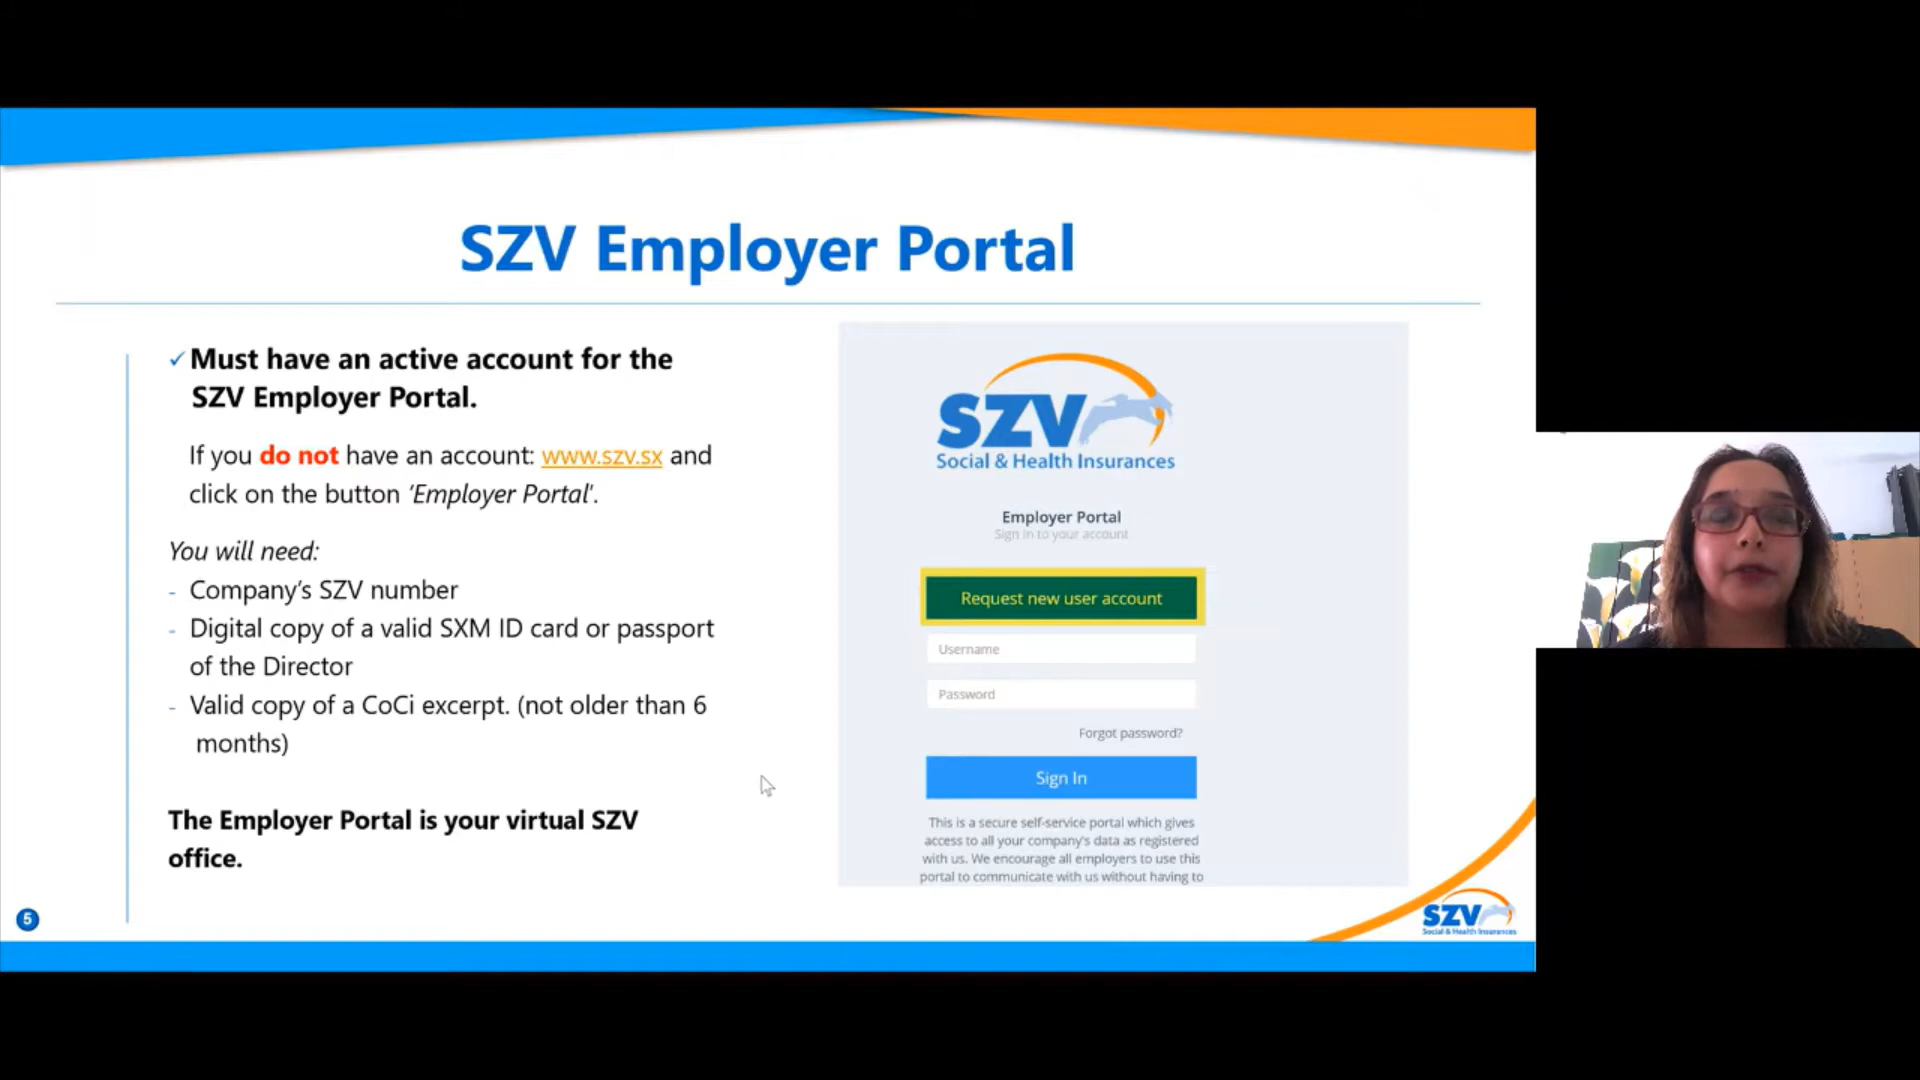 SZV Employer Portal
✓ Must have an active account for the
SZV Employer Portal.
If you do not have an account: www.szv.sx and
click on the button ‘Employer Portal’.
You will need:
- Company’s SZV number
- Digital copy of a valid SXM ID card or passport
of the Director
- Valid copy of a CoCi excerpt. (not older than 6
months)
The Employer Portal is your virtual SZV
office.
5
SZV
Social & Health Insurances
Employer Portal
Sign in to your account
Request new user account
Username
Password
Forgot password?
Sign In
This is a secure self-service portal which gives
access to all your company's data as registered
with us. We encourage all employers to use this
portal to communicate with us without having to
SZV
Social & Health Insurances